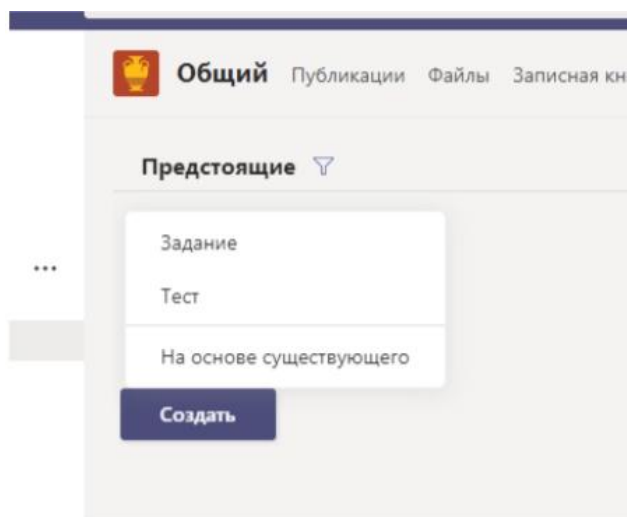 Общий Публикации Файлы Записная кн
Предстоящие
Задание
Тест
На основе существующего
Создать